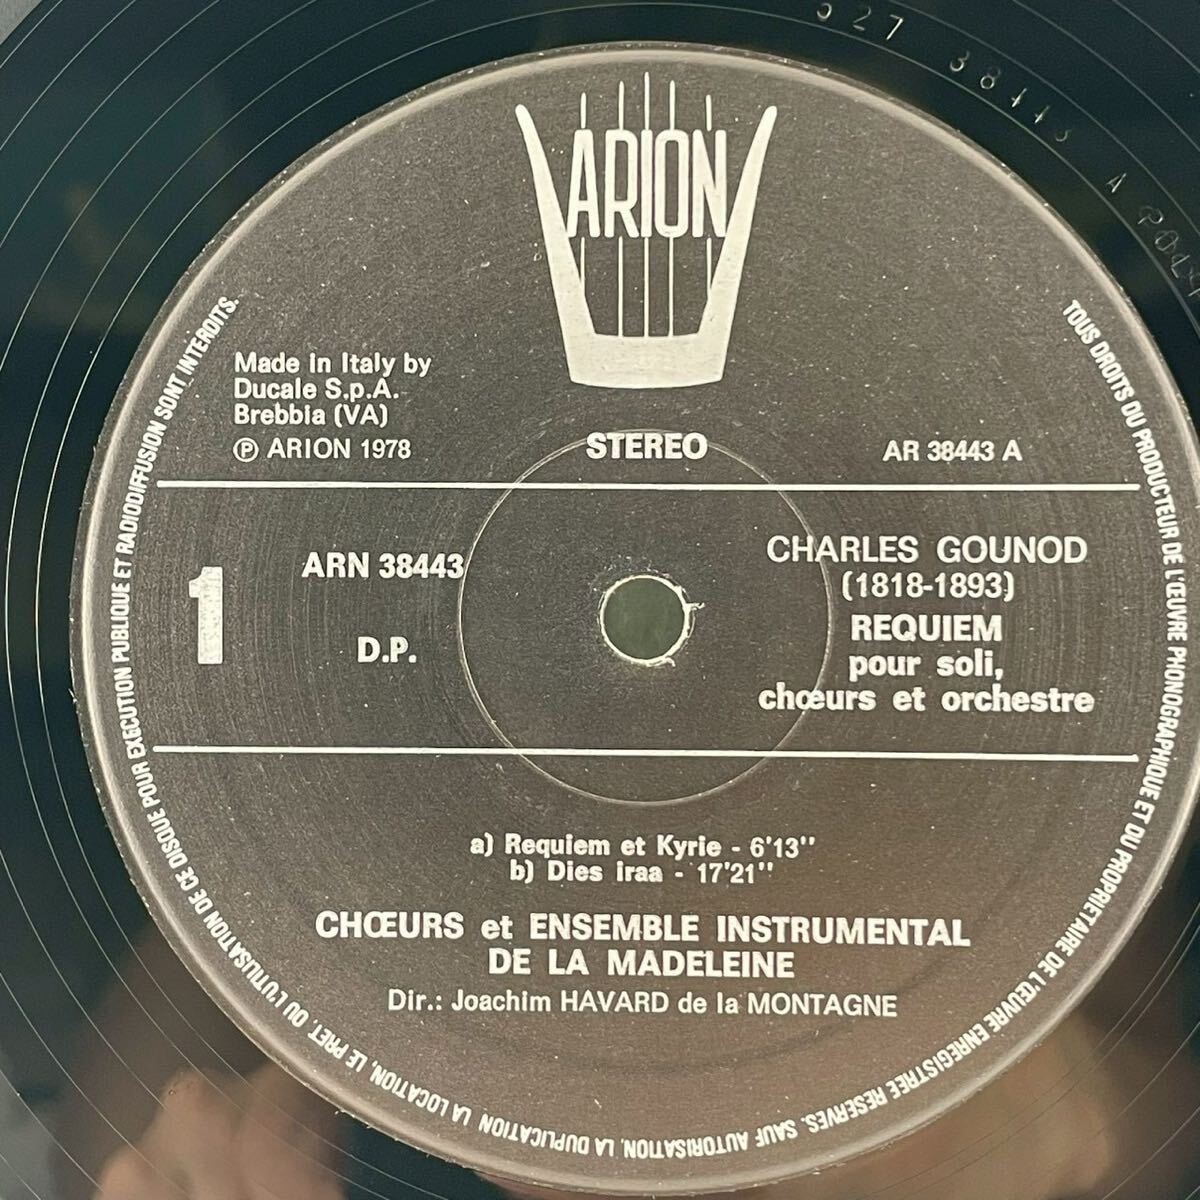 527 38443 A
ARION
Made in Italy by
Ducale S.p.A.
Brebbia (VA)
℗ ARION 1978
STEREO
AR 38443 A
1
ARN 38443
D.P.
CHARLES GOUNOD
(1818-1893)
REQUIEM
pour soli,
chœurs et orchestre
a) Requiem et Kyrie - 6'13''
b) Dies iraa - 17'21''
CHŒURS et ENSEMBLE INSTRUMENTAL
DE LA MADELEINE
Dir.: Joachim HAVARD de la MONTAGNE
TOUS DROITS DU PRODUCTEUR DE L'ŒUVRE PHONOGRAPHIQUE ET DU PROPRIETAIRE DE L'ŒUVRE ENREGISTREE RESERVES. SAUF AUTORISATION, LA DUPLICATION, LA LOCATION, LE PRET, OU L'UTILISATION DE CE DISQUE POUR EXECUTION PUBLIQUE ET RADIODIFFUSION SONT INTERDITS.